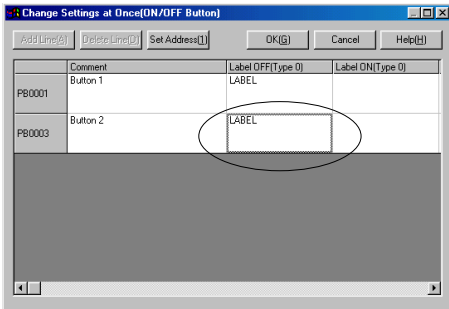 Change Settings at Once(ON/OFF Button)
Add Line(A) Delete Line(D) Set Address(1) OK(G) Cancel Help(H)
Comment Label OFF(Type 0) Label ON(Type 0)
PB0001 Button 1 LABEL
PB0003 Button 2 LABEL